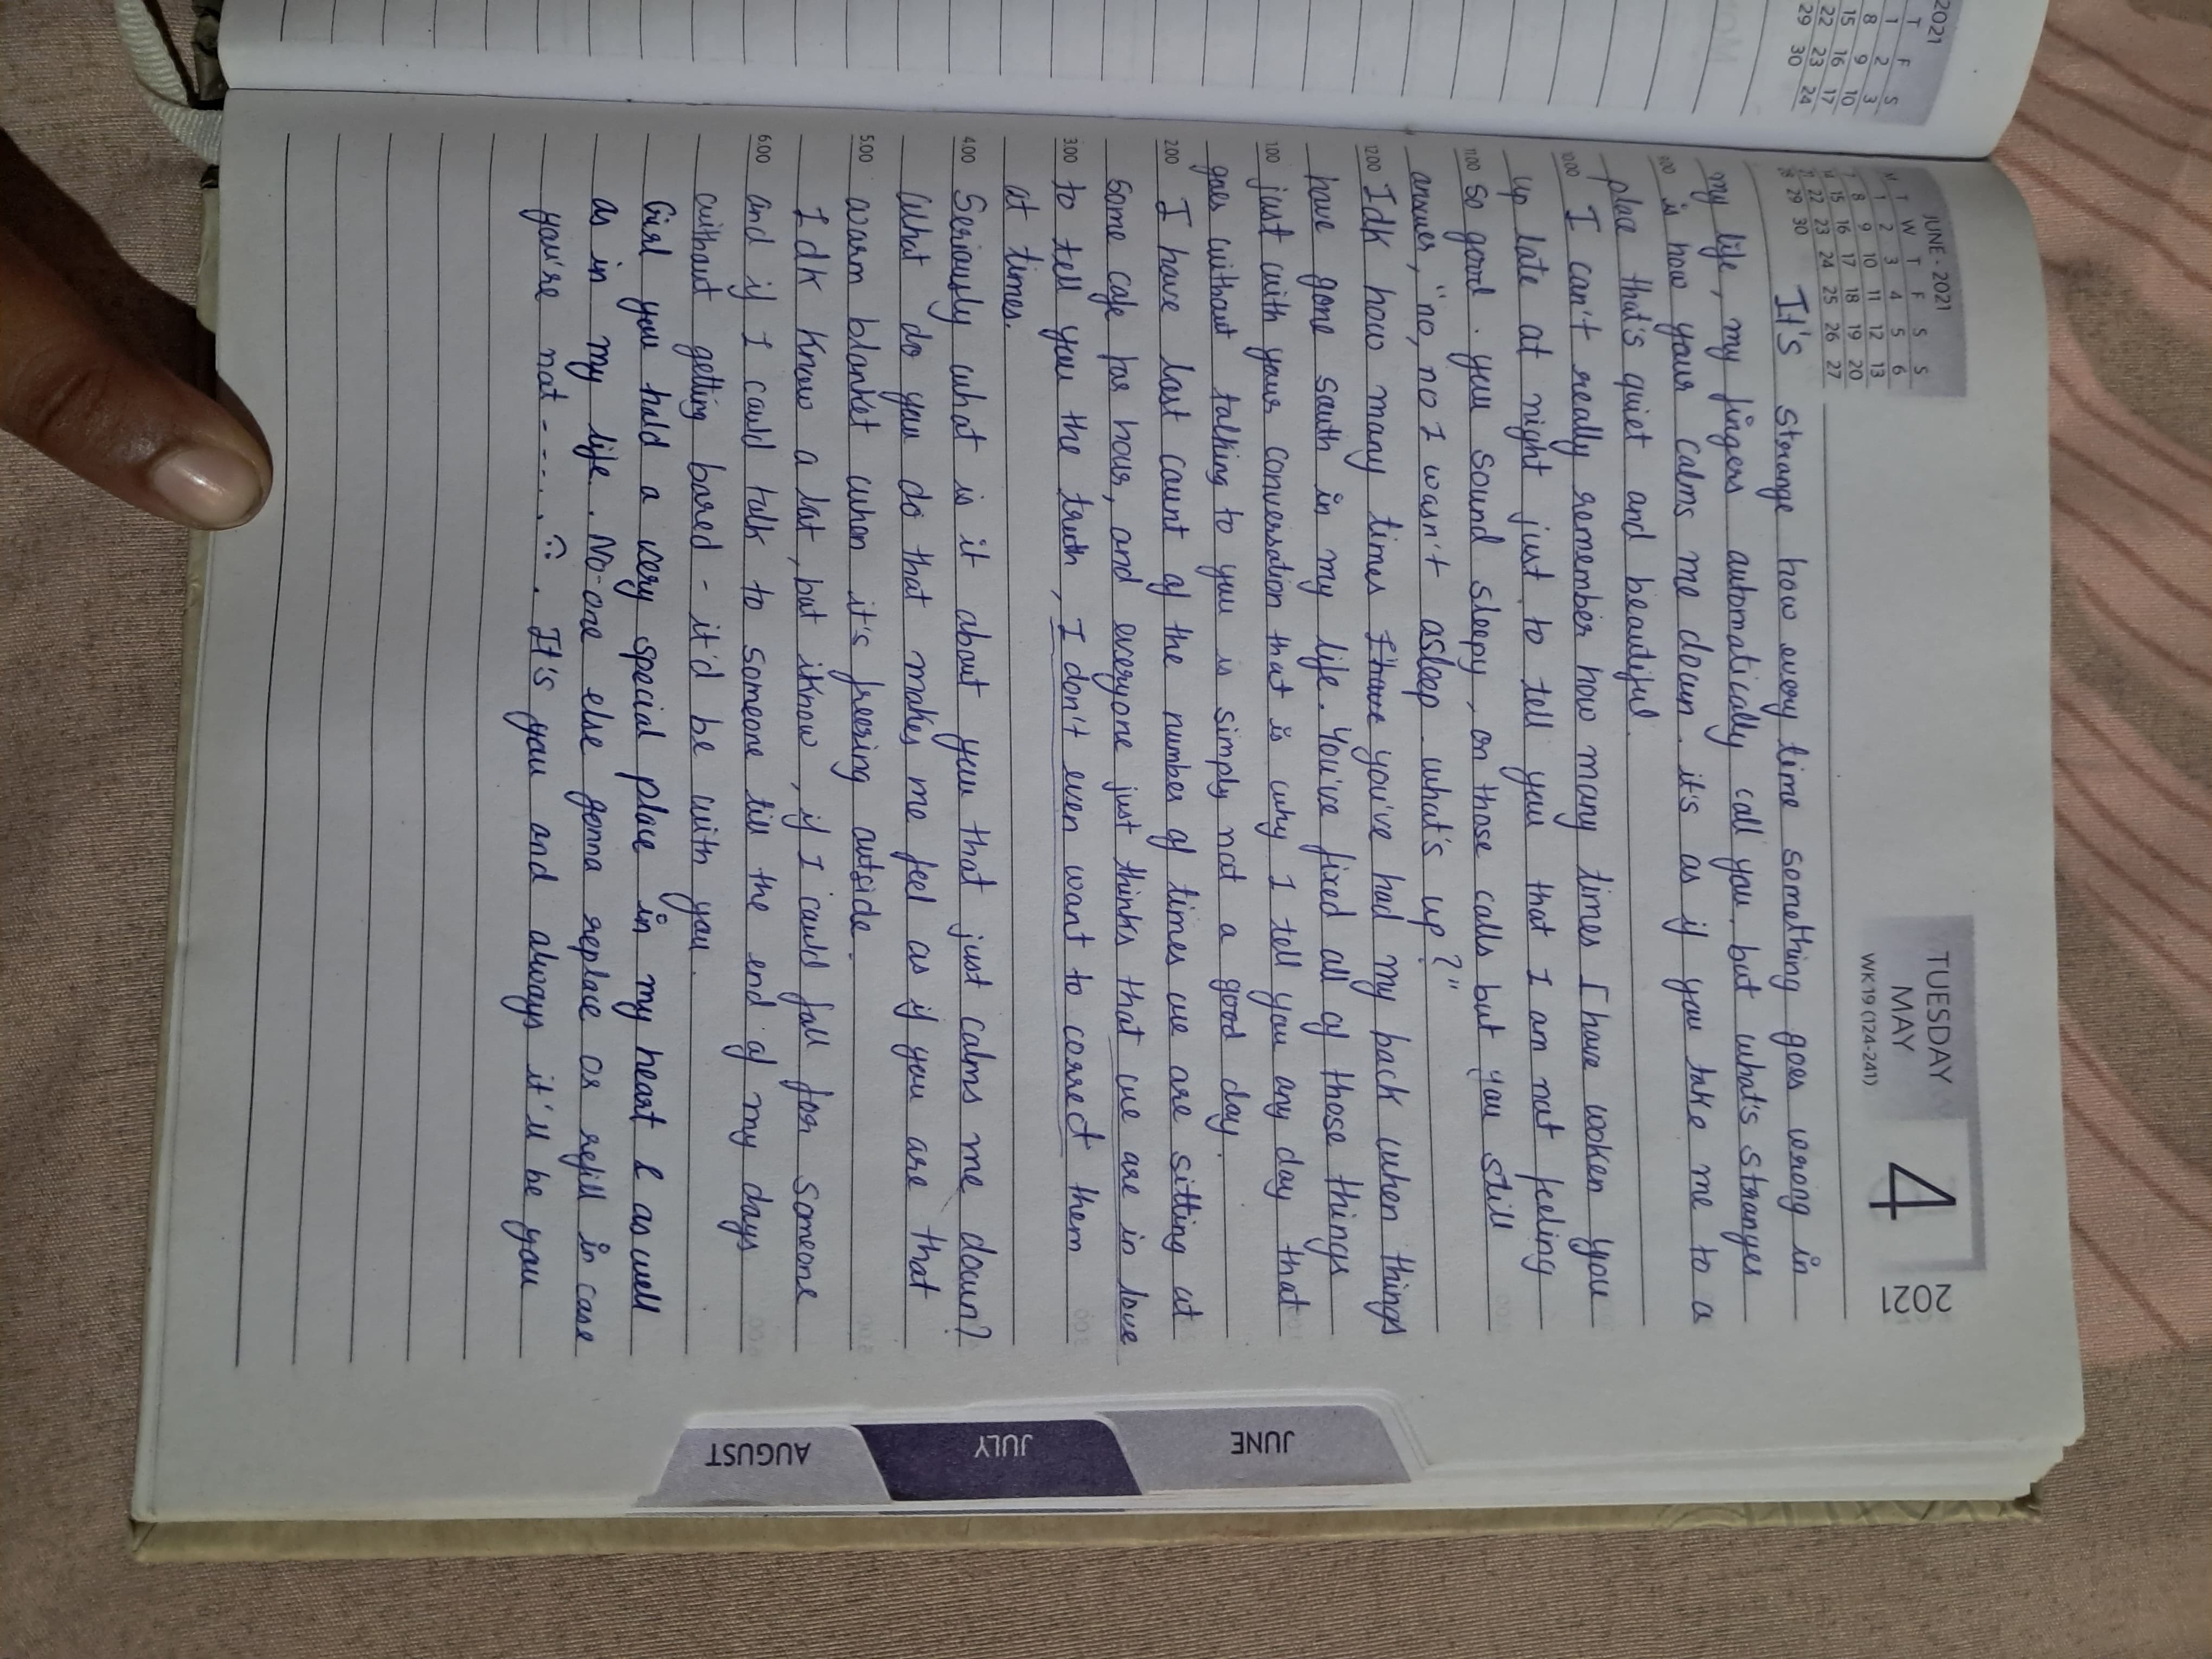 2021
T F S
1 2 3
8 9 10
15 16 17
22 23 24
29 30
JUNE - 2021
T W T F S S
1 2 3 4 5 6
7 8 9 10 11 12 13
14 15 16 17 18 19 20
21 22 23 24 25 26 27
28 29 30
TUESDAY
MAY
WK 19 (124-241)
4
2021
It's strange how every time something goes wrong in
my life, my fingers automatically call you, but what's stranger
is how your calms me down. it's as if you take me to a
place that's quiet and beautiful.
10.00 I can't really remember how many times I have woken you
up late at night just to tell you that I am not feeling
11.00 so good. you sound sleepy, on those calls but you still
answer, "no, no I wasn't asleep. what's up?"
12.00 Idk how many times I have you've had my back when things
have gone south in my life. You've fixed all of those things
1.00 just with your conversation that is why I tell you any day that
goes without talking to you is simply not a good day.
2.00 I have lost count of the number of times we are sitting at
some cafe for hour, and everyone just thinks that we are in love
3.00 to tell you the truth, I don't even want to correct them
at times.
4.00 Seriously what is it about you that just calms me down?
What do you do that makes me feel as if you are that
5.00 warm blanket when it's freezing outside.
Idk know a lot, but iknow, if I could fall for someone
6.00 and if I could talk to someone till the end of my days
without getting bored - it'd be with you.
Girl you hold a very special place in my heart & as well
as in my life. No-one else gonna replace or refill in case
you're not - - - . . . It's you and always it'll be you
JUNE
JULY
AUGUST